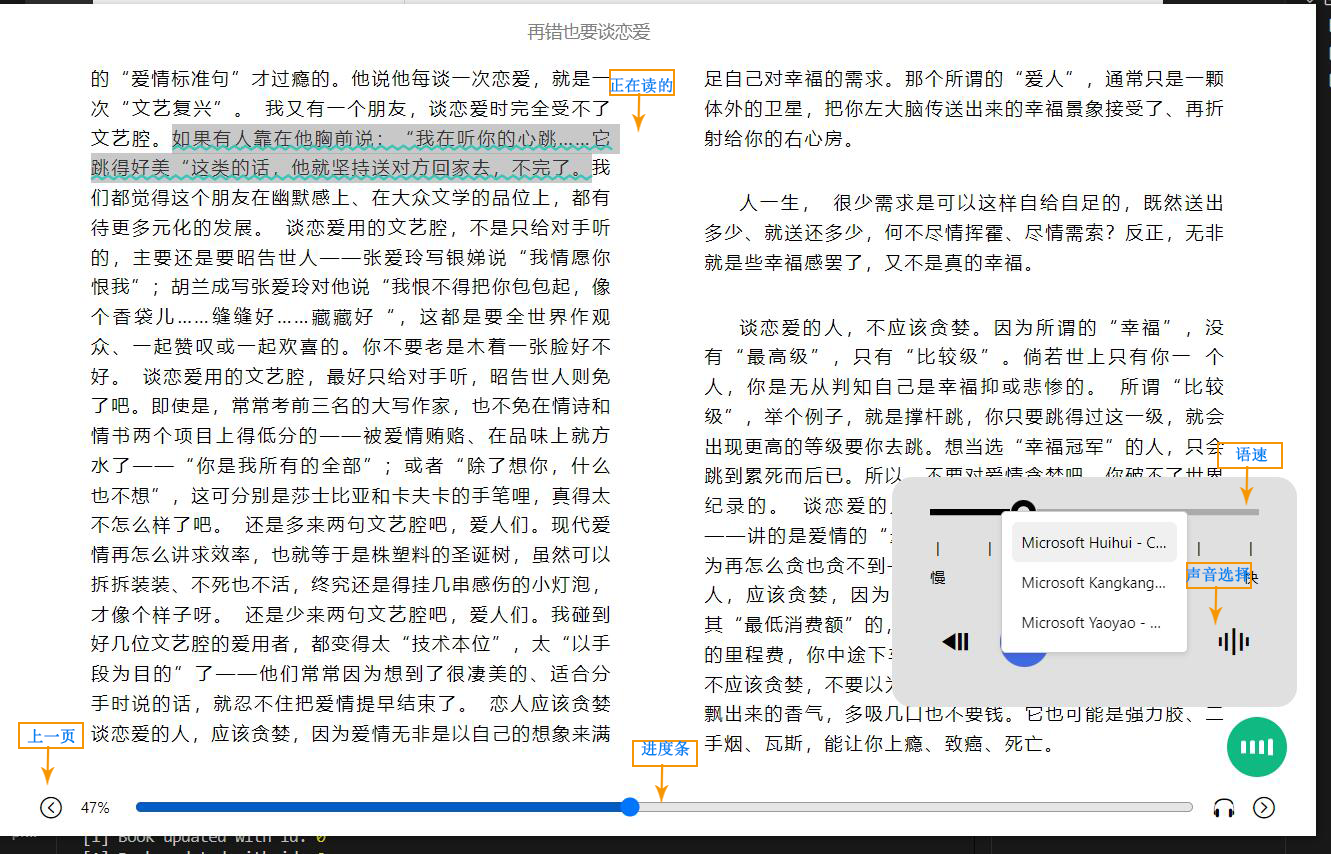 再错也要谈恋爱
的“爱情标准句”才过瘾的。他说他每谈一次恋爱，就是一
正在读的
次“文艺复兴”。 我又有一个朋友，谈恋爱时完全受不了
文艺腔。如果有人靠在他胸前说：“我在听你的心跳……它
跳得好美“这类的话，他就坚持送对方回家去，不完了。我
们都觉得这个朋友在幽默感上、在大众文学的品位上，都有
待更多元化的发展。 谈恋爱用的文艺腔，不是只给对手听
的，主要还是要昭告世人——张爱玲写银娣说“我情愿你
恨我”；胡兰成写张爱玲对他说“我恨不得把你包包起，像
个香袋儿……缝缝好……藏藏好“，这都是要全世界作观
众、一起赞叹或一起欢喜的。你不要老是木着一张脸好不
好。 谈恋爱用的文艺腔，最好只给对手听，昭告世人则免
了吧。即使是，常常考前三名的大写作家，也不免在情诗和
情书两个项目上得低分的——被爱情贿赂、在品味上就方
水了——“你是我所有的全部”；或者“除了想你，什么
也不想”，这可分别是莎士比亚和卡夫卡的手笔哩，真得太
不怎么样了吧。 还是多来两句文艺腔吧，爱人们。现代爱
情再怎么讲求效率，也就等于是株塑料的圣诞树，虽然可以
拆拆装装、不死也不活，终究还是得挂几串感伤的小灯泡，
才像个样子呀。 还是少来两句文艺腔吧，爱人们。我碰到
好几位文艺腔的爱用者，都变得太“技术本位”，太“以手
段为目的”了——他们常常因为想到了很凄美的、适合分
手时说的话，就忍不住把爱情提早结束了。 恋人应该贪婪
谈恋爱的人，应该贪婪，因为爱情无非是以自己的想象来满
足自己对幸福的需求。那个所谓的“爱人”，通常只是一颗
体外的卫星，把你左大脑传送出来的幸福景象接受了、再折
射给你的右心房。
人一生， 很少需求是可以这样自给自足的，既然送出
多少、就送还多少，何不尽情挥霍、尽情需索？反正，无非
就是些幸福感罢了，又不是真的幸福。
谈恋爱的人，不应该贪婪。因为所谓的“幸福”，没
有“最高级”，只有“比较级”。倘若世上只有你一 个
人，你是无从判知自己是幸福抑或悲惨的。 所谓“比较
级”，举个例子，就是撑杆跳，你只要跳得过这一级，就会
出现更高的等级要你去跳。想当选“幸福冠军”的人，只会
跳到累死而后已。所以，不要对爱情贪婪吧，你破不了世界
纪录的。 谈恋爱的
——讲的是爱情的“
为再怎么贪也贪不到
人，应该贪婪，因为
其“最低消费额”的，
的里程费，你中途下
不应该贪婪，不要以为
飘出来的香气，多吸几口也不要钱。它也可能是强力胶、二
手烟、瓦斯，能让你上瘾、致癌、死亡。
语速
慢
快
Microsoft Huihui - C...
Microsoft Kangkang...
Microsoft Yaoyao - ...
声音选择
上一页
进度条
47%
[1] Book updated with id: 0